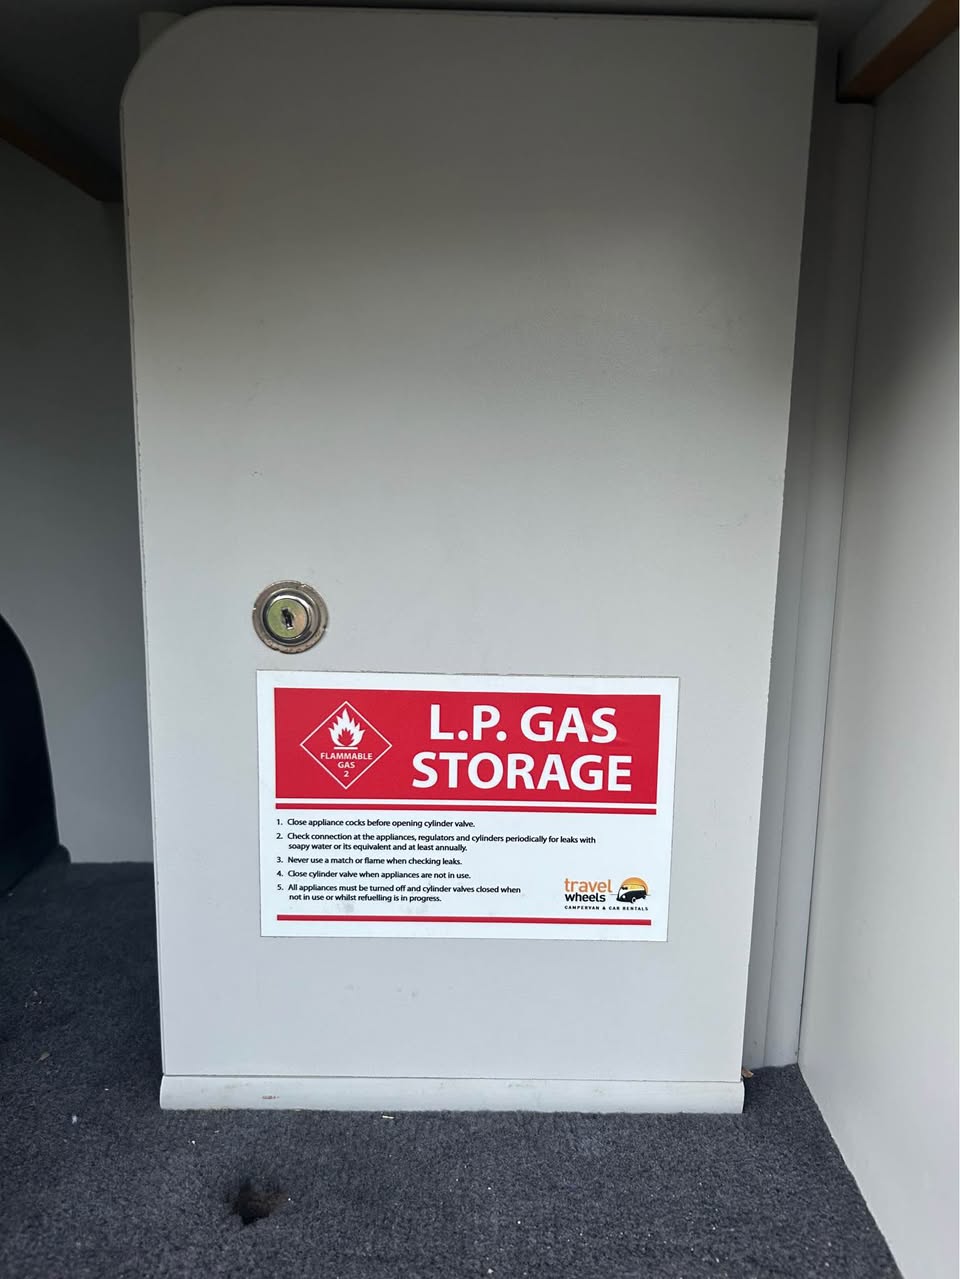 FLAMMABLE
GAS
2
L.P. GAS
STORAGE
1. Close appliance cocks before opening cylinder valve.
2. Check connection at the appliances, regulators and cylinders periodically for leaks with
soapy water or its equivalent and at least annually.
3. Never use a match or flame when checking leaks.
4. Close cylinder valve when appliances are not in use.
5. All appliances must be turned off and cylinder valves closed when
not in use or whilst refuelling is in progress.
travel
wheels
CAMPERVAN & CAR RENTALS